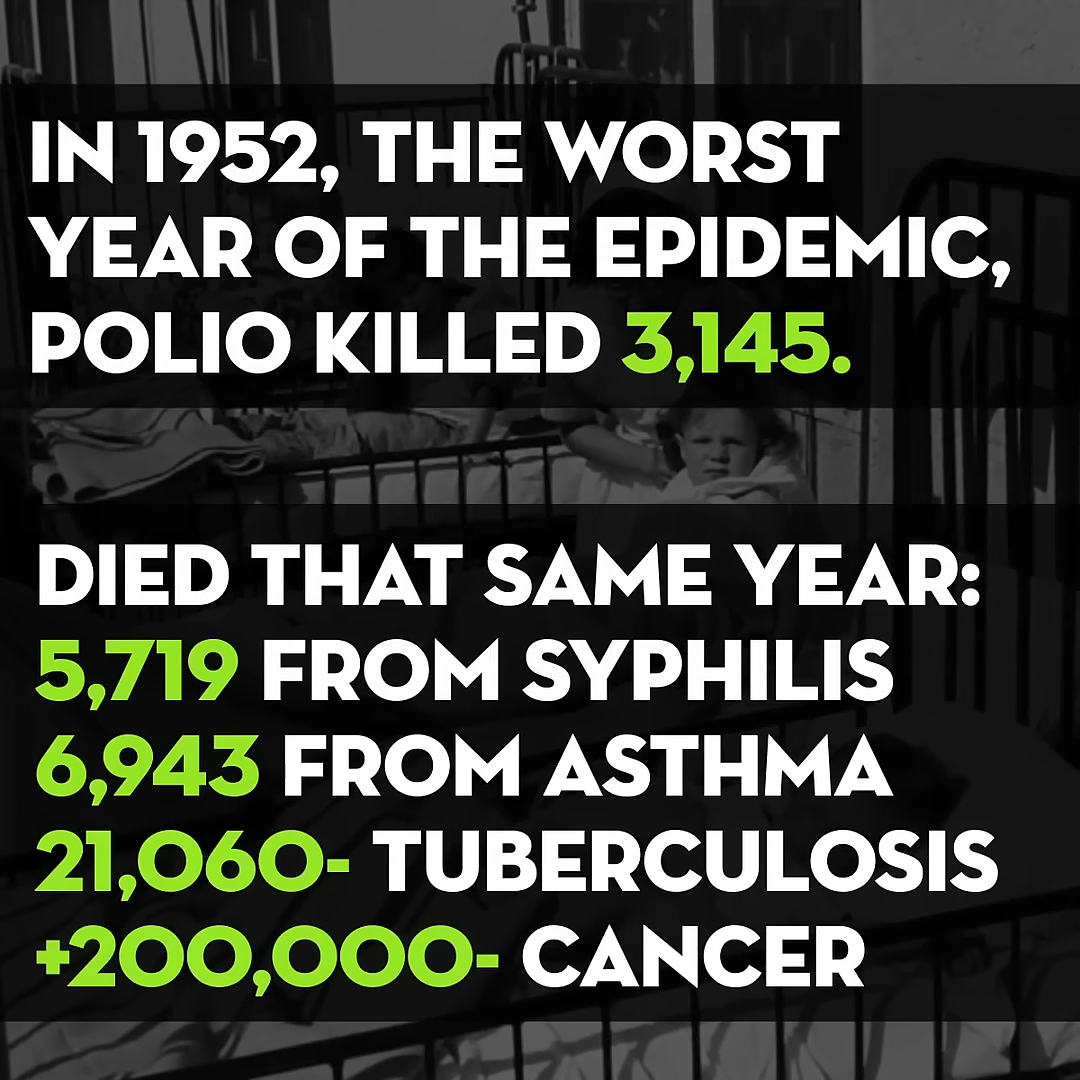 IN 1952, THE WORST
YEAR OF THE EPIDEMIC,
POLIO KILLED 3,145.
DIED THAT SAME YEAR:
5,719 FROM SYPHILIS
6,943 FROM ASTHMA
21,060- TUBERCULOSIS
+200,000- CANCER